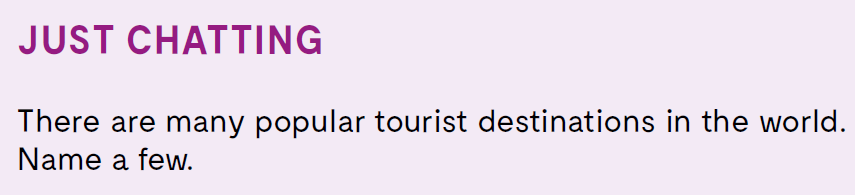 JUST CHATTING
There are many popular tourist destinations in the world.
Name a few.